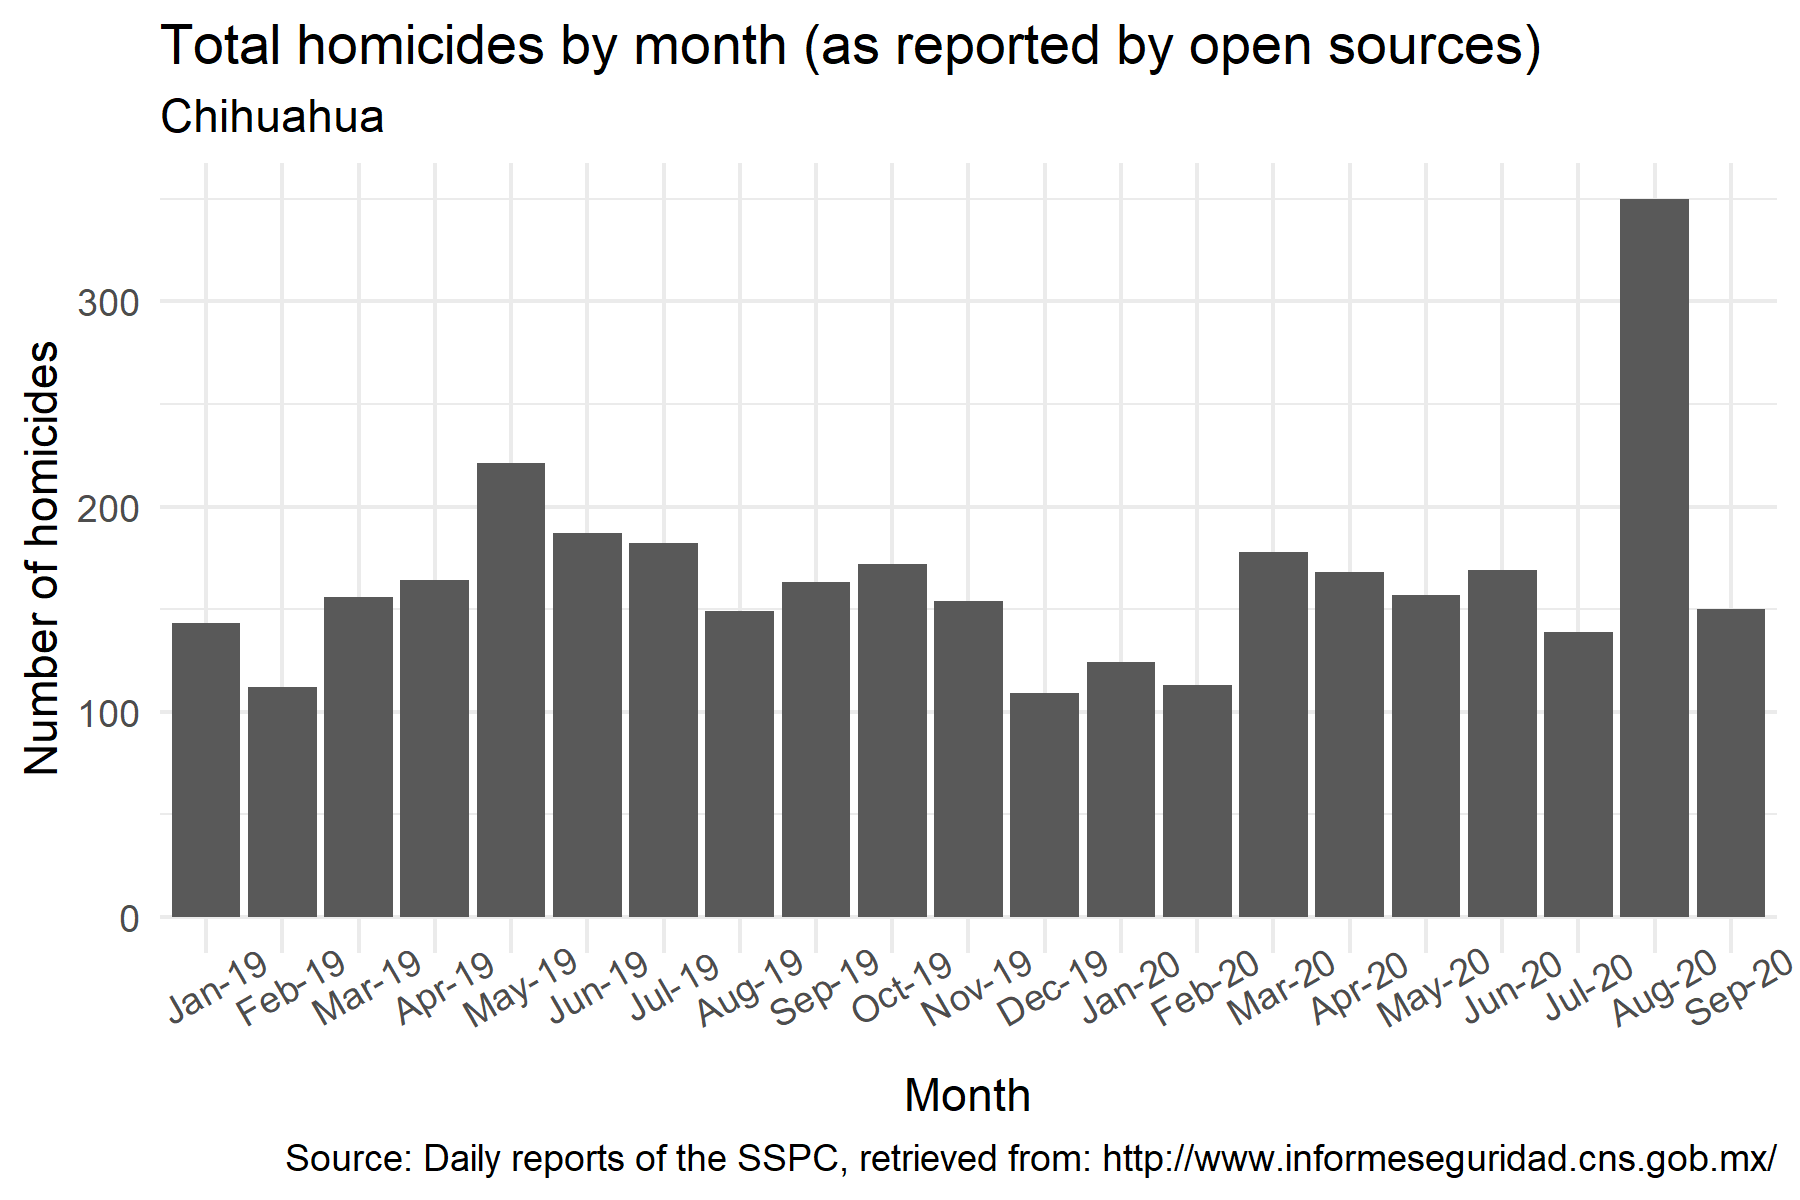 Total homicides by month (as reported by open sources)
Chihuahua
Number of homicides
300
200
100
0
Jan-19
Feb-19
Mar-19
Apr-19
May-19
Jun-19
Jul-19
Aug-19
Sep-19
Oct-19
Nov-19
Dec-19
Jan-20
Feb-20
Mar-20
Apr-20
May-20
Jun-20
Jul-20
Aug-20
Sep-20
Month
Source: Daily reports of the SSPC, retrieved from: http://www.informeseguridad.cns.gob.mx/